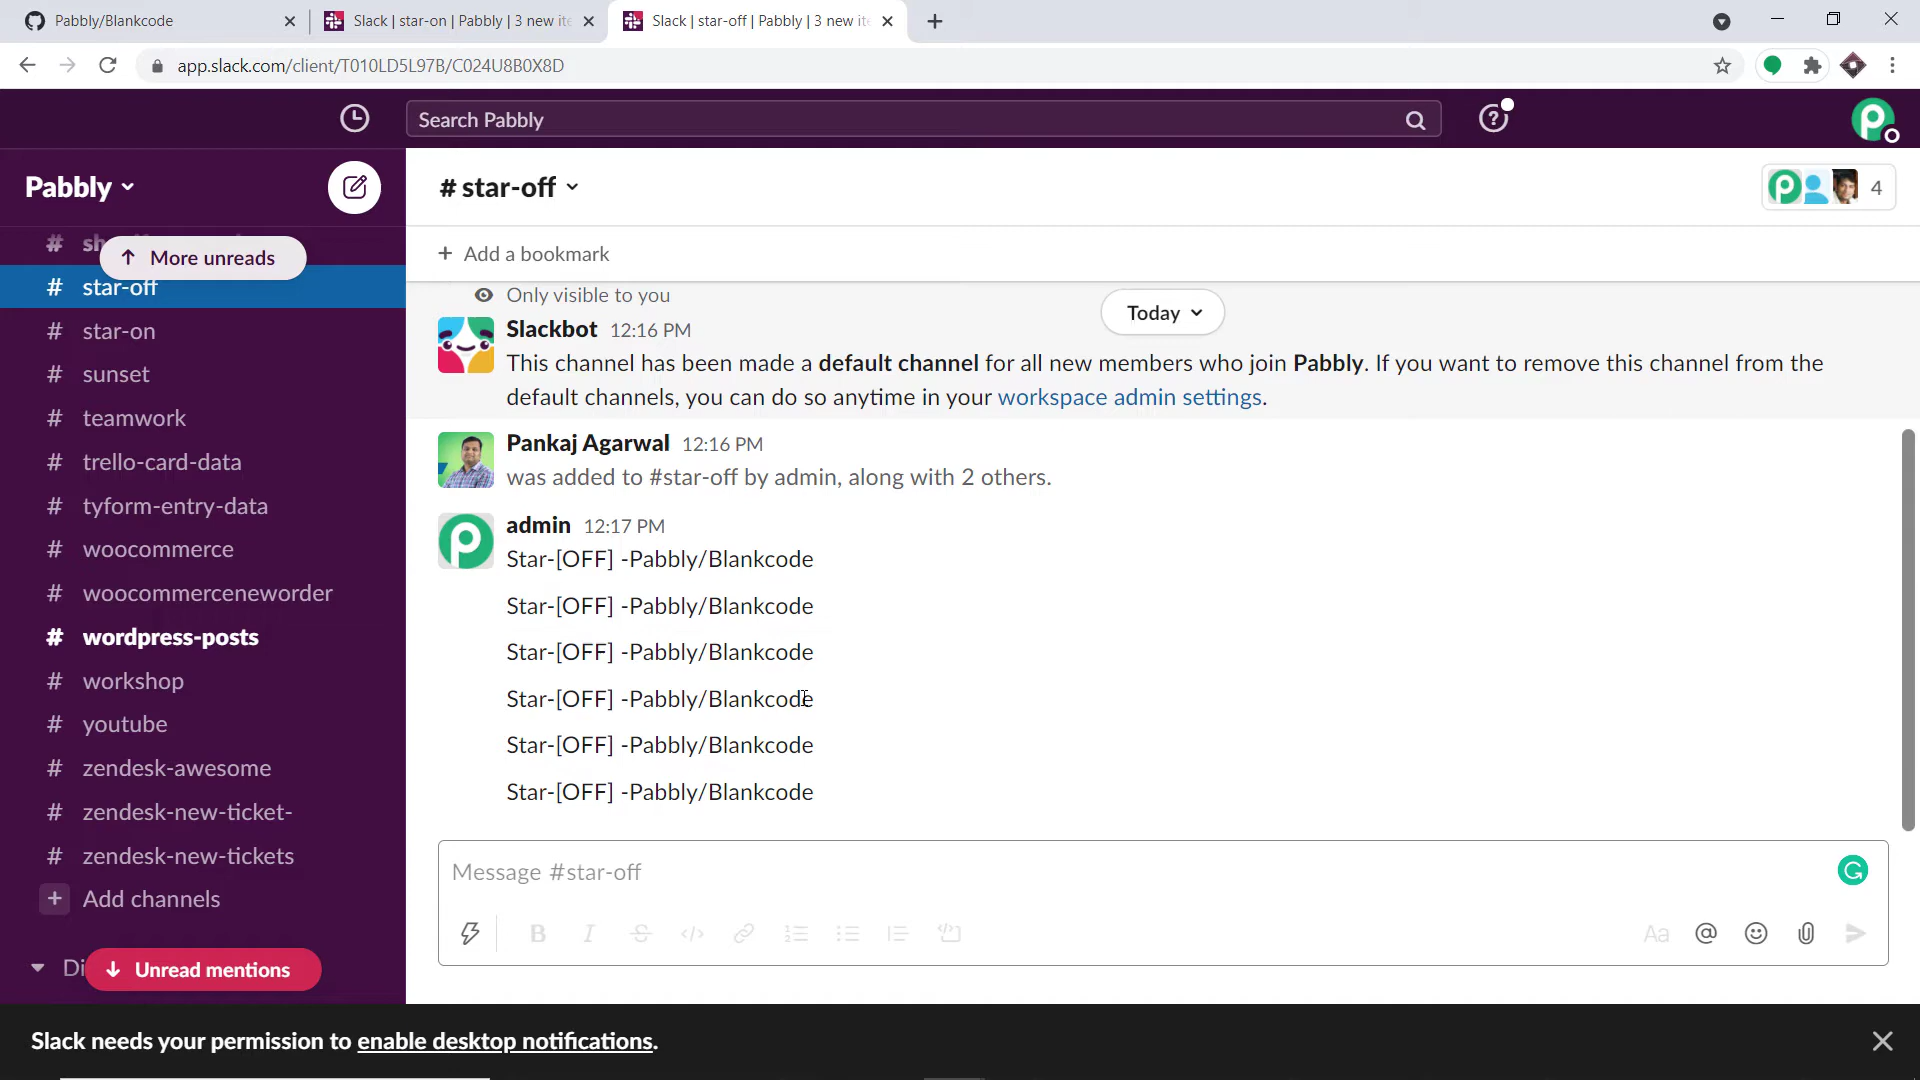 Pabbly/Blankcode
Slack | star-on | Pabbly | 3 new ite
Slack | star-off | Pabbly | 3 new ite
app.slack.com/client/T010LD5L97B/C024U8B0X8D
Search Pabbly
Pabbly
# star-off
4
# sh
More unreads
# star-off
# star-on
# sunset
# teamwork
# trello-card-data
# tyform-entry-data
# woocommerce
# woocommerceneworder
# wordpress-posts
# workshop
# youtube
# zendesk-awesome
# zendesk-new-ticket-
# zendesk-new-tickets
+ Add channels
Di
Unread mentions
+ Add a bookmark
Only visible to you
Today
Slackbot 12:16 PM
This channel has been made a default channel for all new members who join Pabbly. If you want to remove this channel from the
default channels, you can do so anytime in your workspace admin settings.
Pankaj Agarwal 12:16 PM
was added to #star-off by admin, along with 2 others.
admin 12:17 PM
Star-[OFF] -Pabbly/Blankcode
Star-[OFF] -Pabbly/Blankcode
Star-[OFF] -Pabbly/Blankcode
Star-[OFF] -Pabbly/Blankcode
Star-[OFF] -Pabbly/Blankcode
Star-[OFF] -Pabbly/Blankcode
Message #star-off
B I S Aa @
Slack needs your permission to enable desktop notifications.